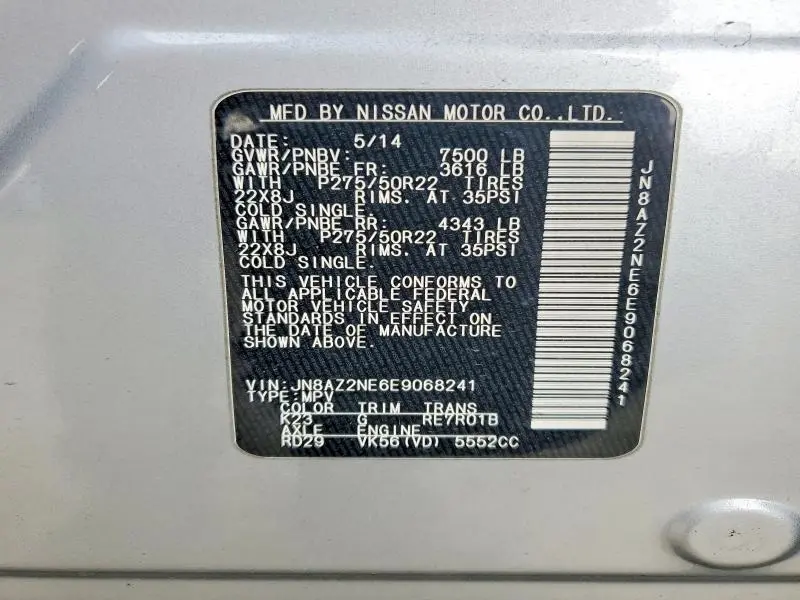 MFD BY NISSAN MOTOR CO.,LTD.
DATE: 5/14
GVWR/PNBV: 7500 LB
GAWR/PNBE FR: 3616 LB
WITH P275/50R22 TIRES
22X8J RIMS. AT 35PSI
COLD SINGLE.
GAWR/PNBE RR: 4343 LB
WITH P275/50R22 TIRES
22X8J RIMS. AT 35PSI
COLD SINGLE.
THIS VEHICLE CONFORMS TO
ALL APPLICABLE FEDERAL
MOTOR VEHICLE SAFETY
STANDARDS IN EFFECT ON
THE DATE OF MANUFACTURE
SHOWN ABOVE.
VIN:JN8AZ2NE6E9068241
TYPE:MPV
COLOR TRIM TRANS
K23 G RE7R01B
AXLE ENGINE
RD29 VK56(VD) 5552CC
JN8AZ2NE6E9068241